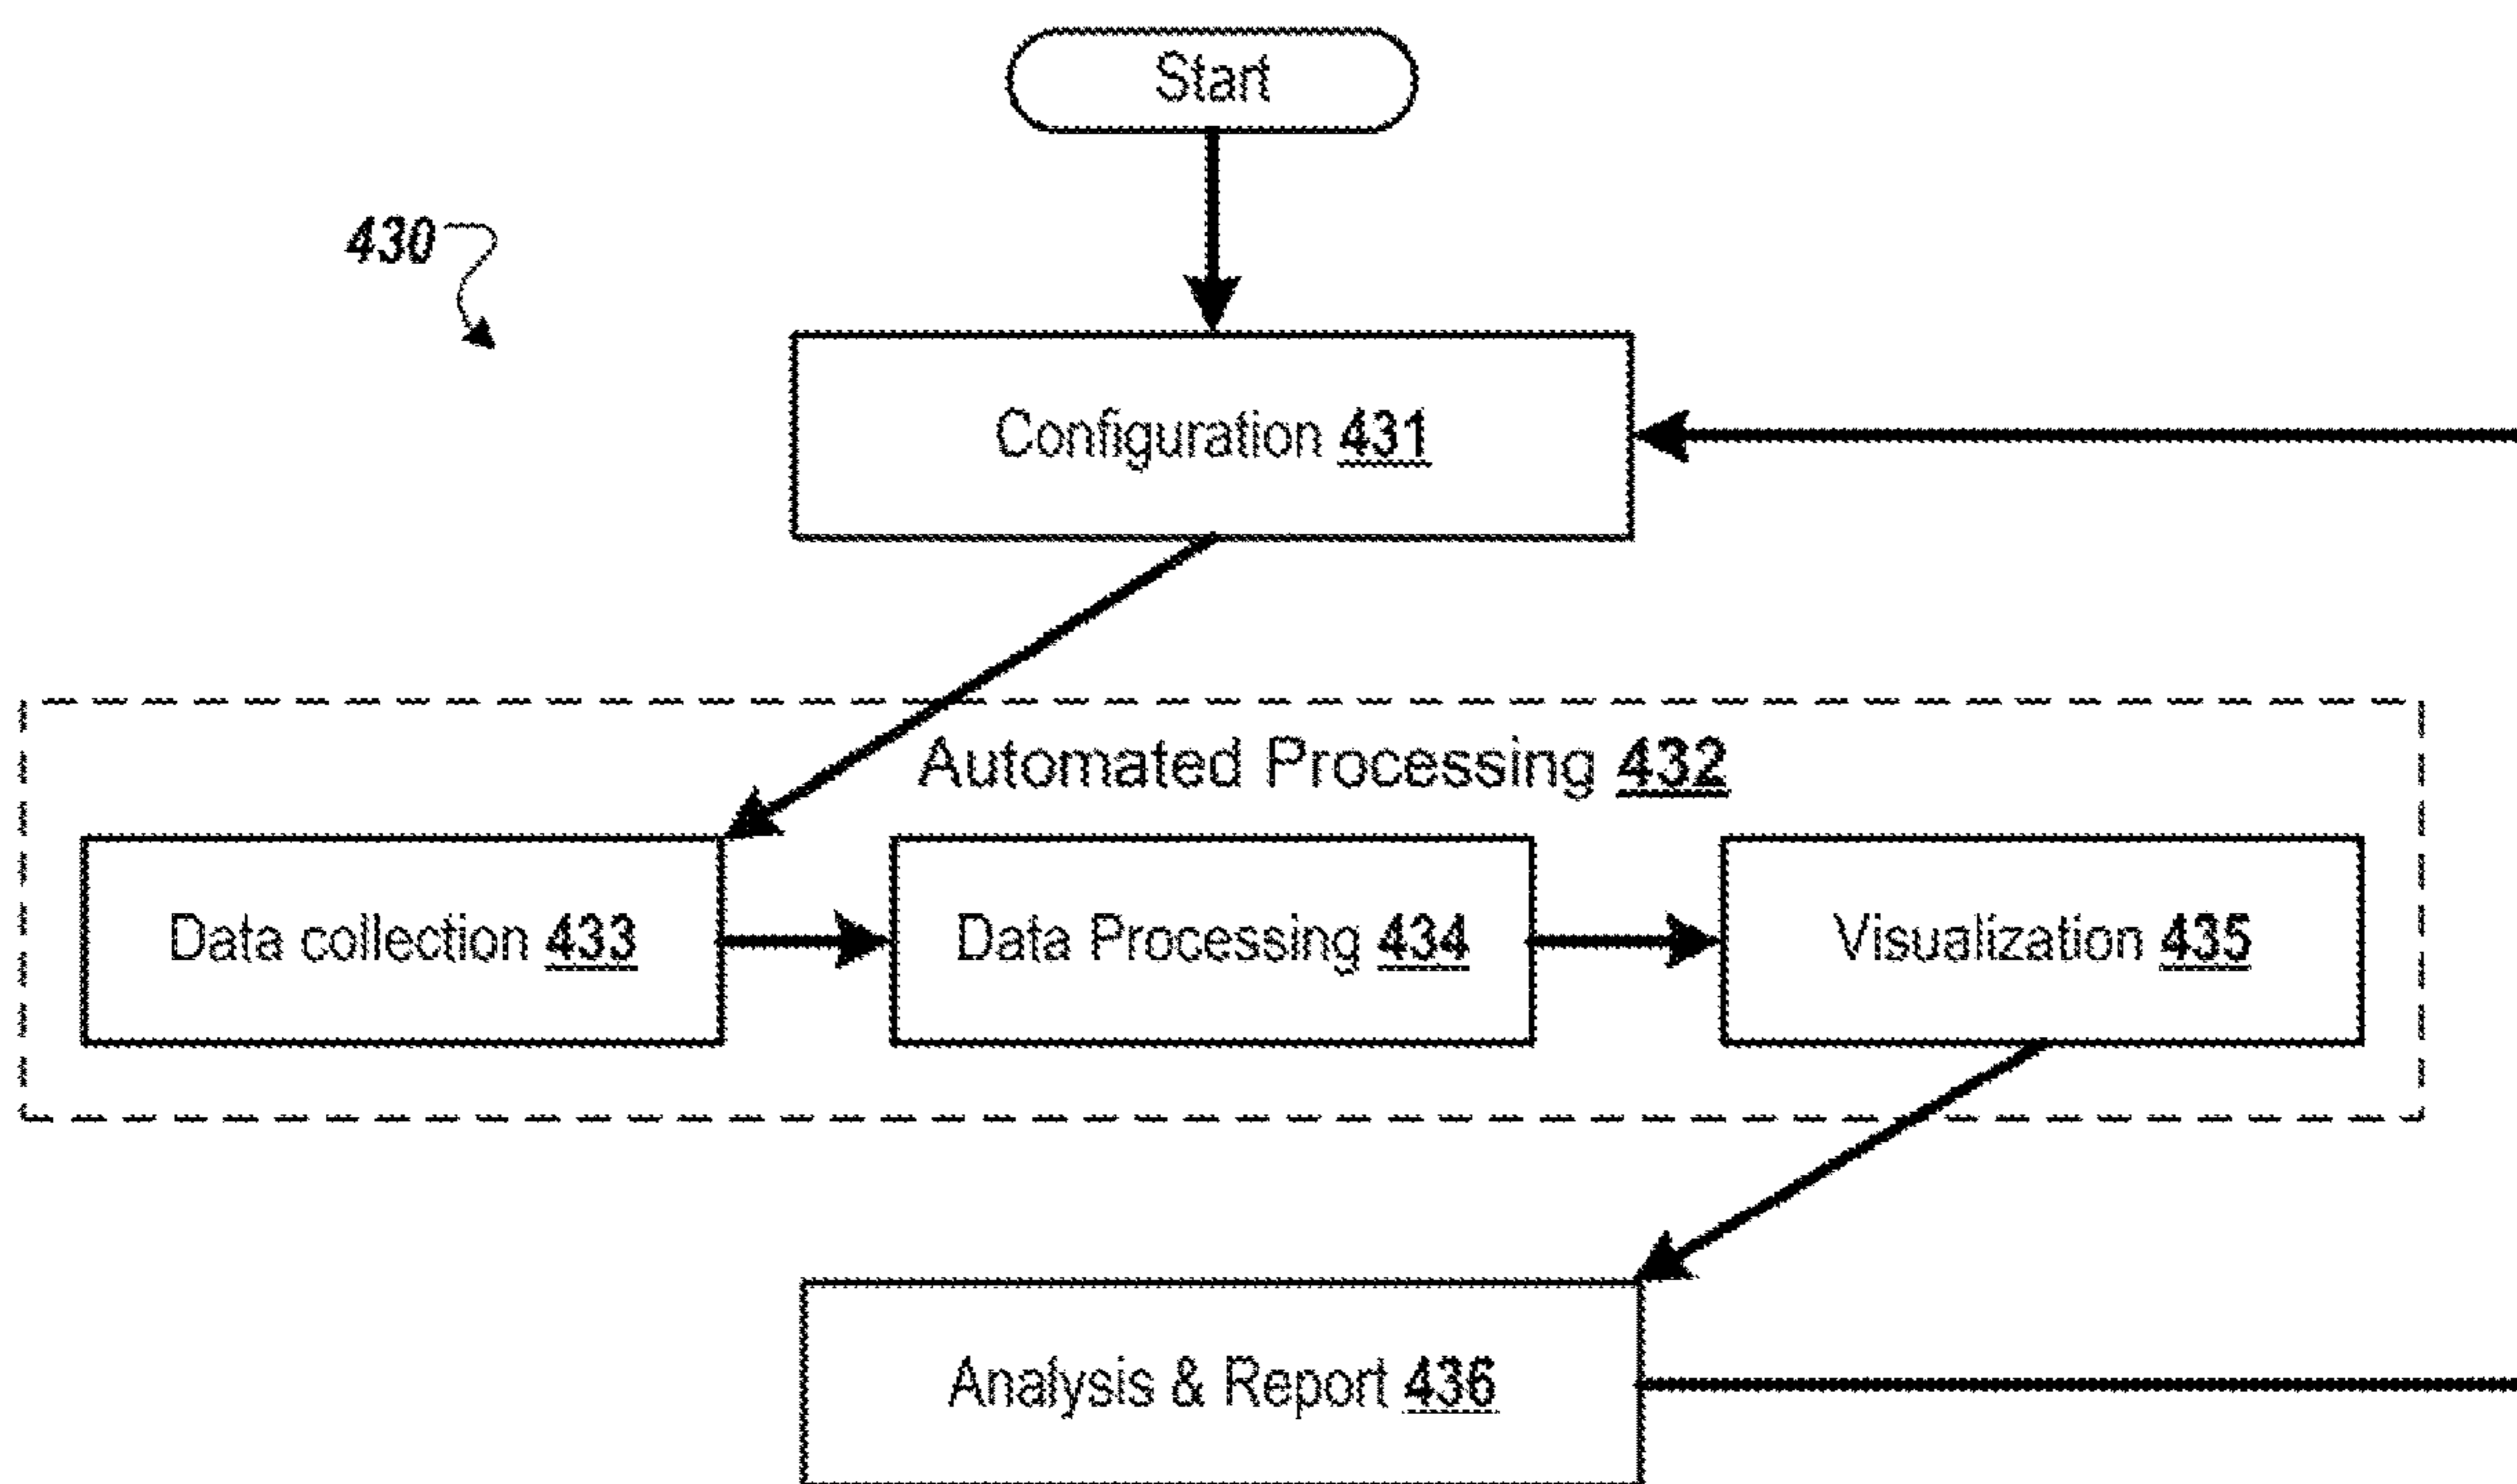 Start
430
Configuration 431
Automated Processing 432
Data collection 433
Data Processing 434
Visualization 435
Analysis & Report 436